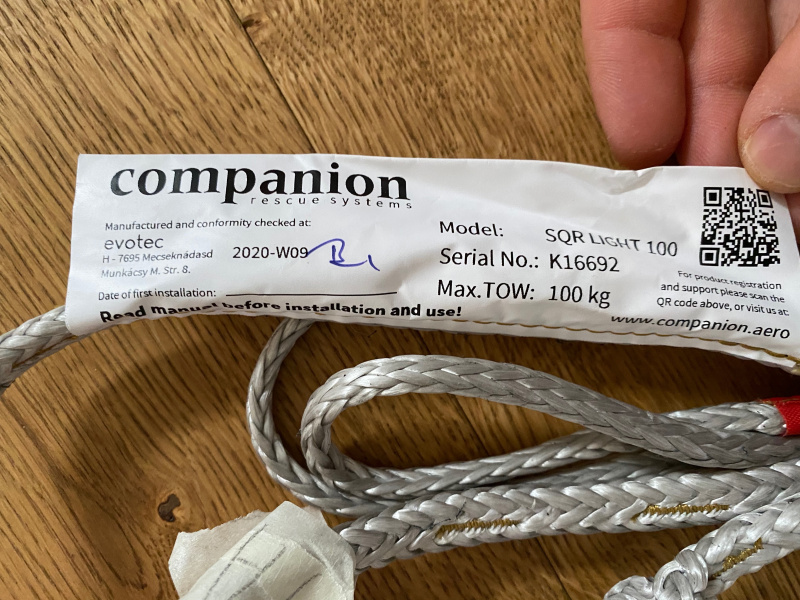 companion
rescue systems
Manufactured and conformity checked at:
evotec
H - 7695 Mecseknádasd
Munkácsy M. Str. 8.
2020-W09
Date of first installation:
Read manual before installation and use!
Model: SQR LIGHT 100
Serial No.: K16692
Max.TOW: 100 kg
For product registration
and support please scan the
QR code above, or visit us at:
www.companion.aero